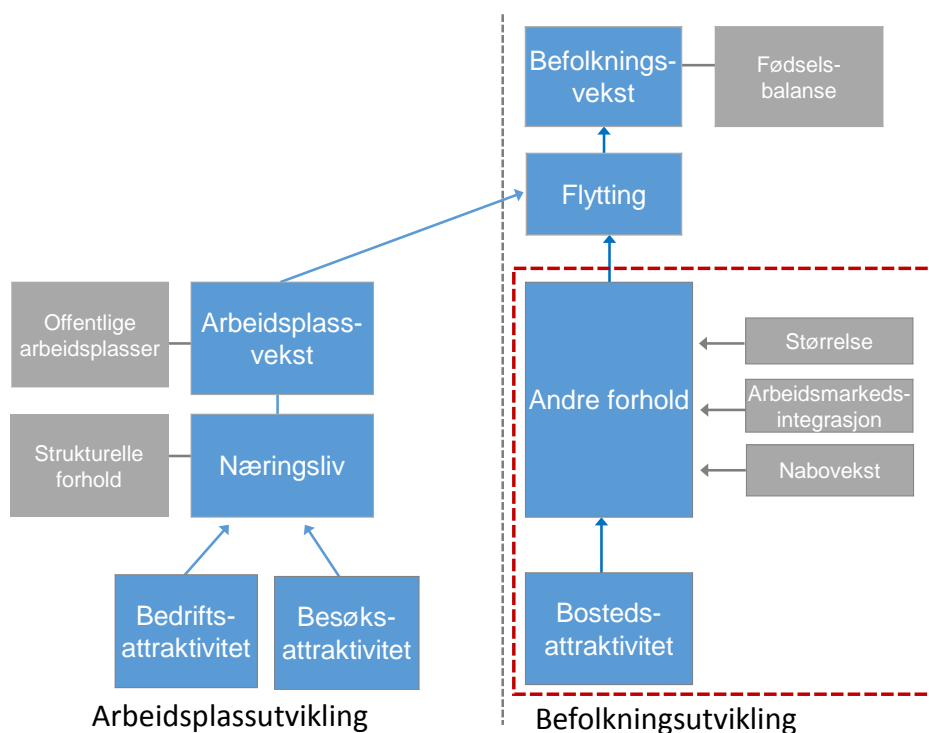 Befolknings-
vekst
Fødsels-
balanse
Flytting
Offentlige
arbeidsplasser
Arbeidsplass-
vekst
Strukturelle
forhold
Næringsliv
Bedrifts-
attraktivitet
Besøks-
attraktivitet
Arbeidsplassutvikling
Andre forhold
Størrelse
Arbeidsmarkeds-
integrasjon
Nabovekst
Bosteds-
attraktivitet
Befolkningsutvikling